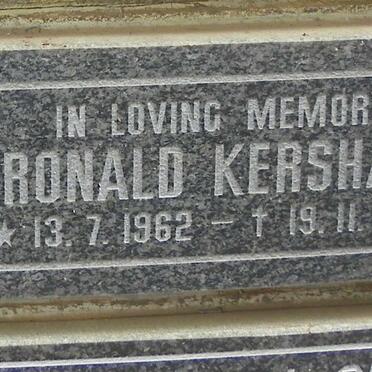 IN LOVING MEMOR
RONALD KERSHA
★ 13. 7. 1962 – † 19. 11.